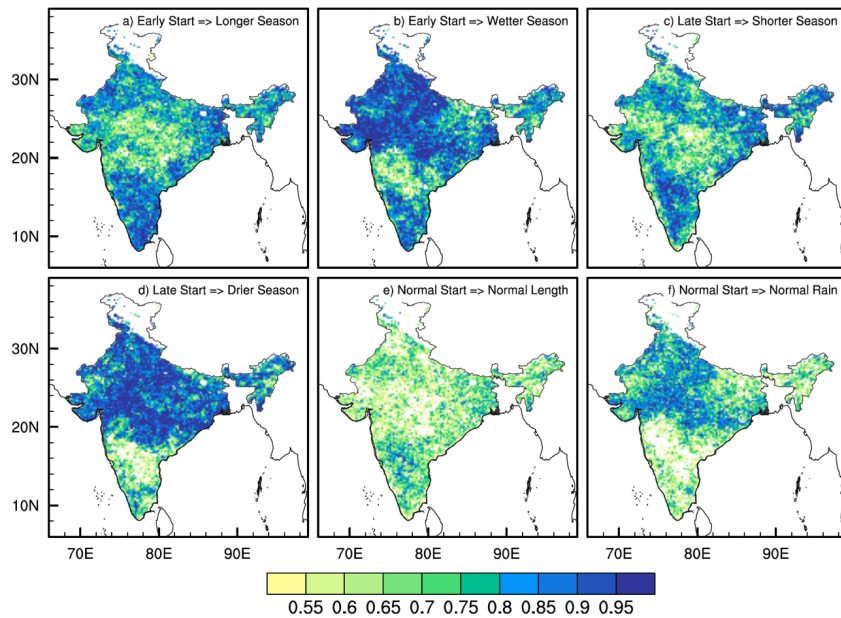 a) Early Start => Longer Season
b) Early Start => Wetter Season
c) Late Start => Shorter Season
30N
20N
10N
d) Late Start => Drier Season
e) Normal Start => Normal Length
f) Normal Start => Normal Rain
30N
20N
10N
70E 80E 90E 70E 80E 90E 70E 80E 90E
0.55 0.6 0.65 0.7 0.75 0.8 0.85 0.9 0.95